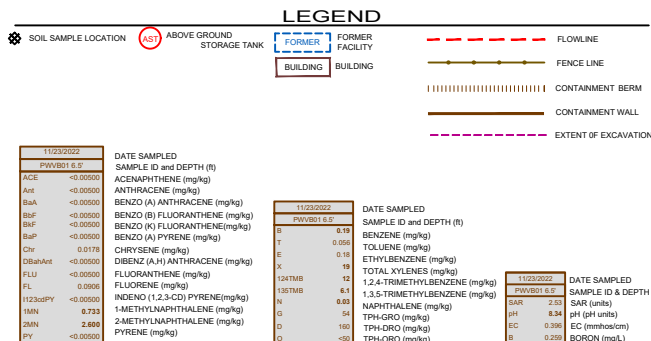 LEGEND
SOIL SAMPLE LOCATION
AST
ABOVE GROUND
STORAGE TANK
FORMER
FORMER
FACILITY
BUILDING
BUILDING
FLOWLINE
FENCE LINE
CONTAINMENT BERM
CONTAINMENT WALL
EXTENT 0F EXCAVATION
11/23/2022 DATE SAMPLED
PWVB01 6.5' SAMPLE ID and DEPTH (ft)
ACE <0.00500 ACENAPHTHENE (mg/kg)
Ant <0.00500 ANTHRACENE (mg/kg)
BaA <0.00500 BENZO (A) ANTHRACENE (mg/kg)
BbF <0.00500 BENZO (B) FLUORANTHENE (mg/kg)
BkF <0.00500 BENZO (K) FLUORANTHENE(mg/kg)
BaP <0.00500 BENZO (A) PYRENE (mg/kg)
Chr 0.0178 CHRYSENE (mg/kg)
DBahAnt <0.00500 DIBENZ (A,H) ANTHRACENE(mg/kg)
FLU <0.00500 FLUORANTHENE (mg/kg)
FL 0.0906 FLUORENE (mg/kg)
I123cdPY <0.00500 INDENO (1,2,3-CD) PYRENE(mg/kg)
1MN 0.733 1-METHYLNAPHTHALENE (mg/kg)
2MN 2.600 2-METHYLNAPHTHALENE (mg/kg)
PY <0.00500 PYRENE (mg/kg)
11/23/2022 DATE SAMPLED
PWVB01 6.5' SAMPLE ID and DEPTH (ft)
B 0.19 BENZENE (mg/kg)
T 0.056 TOLUENE (mg/kg)
E 0.18 ETHYLBENZENE (mg/kg)
X 19 TOTAL XYLENES (mg/kg)
124TMB 12 1,2,4-TRIMETHYLBENZENE (mg/kg)
135TMB 6.1 1,3,5-TRIMETHYLBENZENE (mg/kg)
N 0.03 NAPHTHALENE (mg/kg)
G 54 TPH-GRO (mg/kg)
D 160 TPH-DRO (mg/kg)
O <50 TPH-ORO (mg/kg)
11/23/2022 DATE SAMPLED
PWVB01 6.5' SAMPLE ID & DEPTH
SAR 2.53 SAR (units)
pH 8.34 pH (pH units)
EC 0.396 EC (mmhos/cm)
B 0.259 BORON (mg/L)